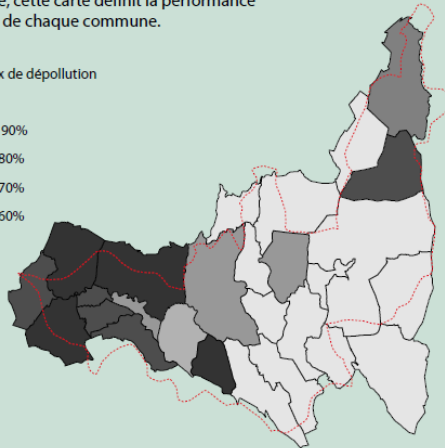 cette carte définit la performance
de chaque commune.
x de dépollution
90%
80%
70%
60%